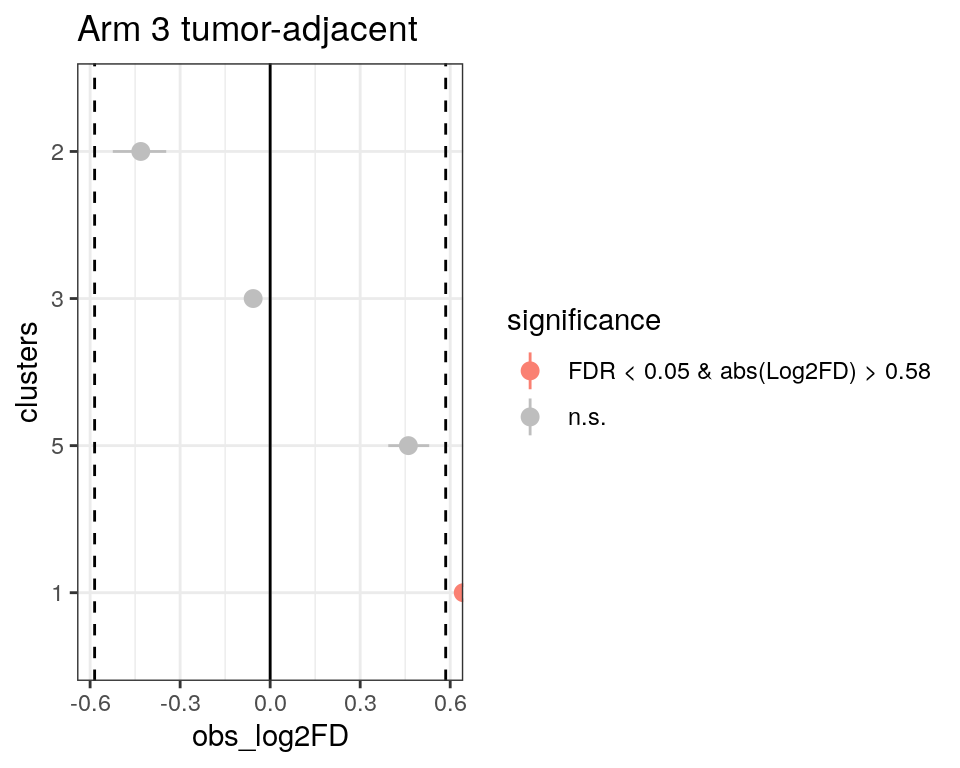 Arm 3 tumor-adjacent
clusters
2
3
5
1
-0.6 -0.3 0.0 0.3 0.6
obs_log2FD
significance
FDR < 0.05 & abs(Log2FD) > 0.58
n.s.